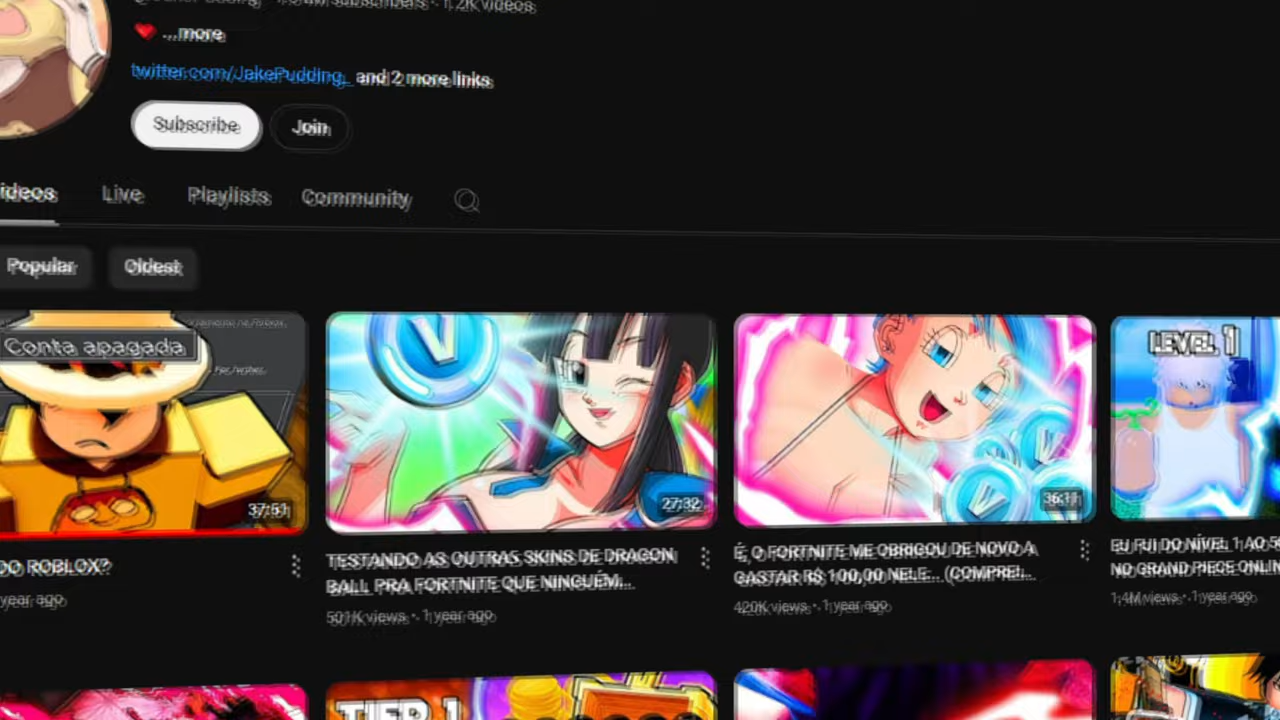 1.2K videos
...more
twitter.com/JakePudding_ and 2 more links
Subscribe Join
ideos Live Playlists Community
Popular Oldest
Conta apagada
LEVEL 1
37:51
27:32
36:11
DO ROBLOX?
TESTANDO AS OUTRAS SKINS DE DRAGON
BALL PRA FORTNITE QUE NINGUÉM...
É, O FORTNITE ME OBRIGOU DE NOVO A
GASTAR R$ 100,00 NELE... (COMPREI...
EU FUI DO NÍVEL 1 AO
NO GRAND PIECE ONLIN
year ago
501K views • 1 year ago
420K views • 1 year ago
1.4M views • 1 year ago
TIER 1